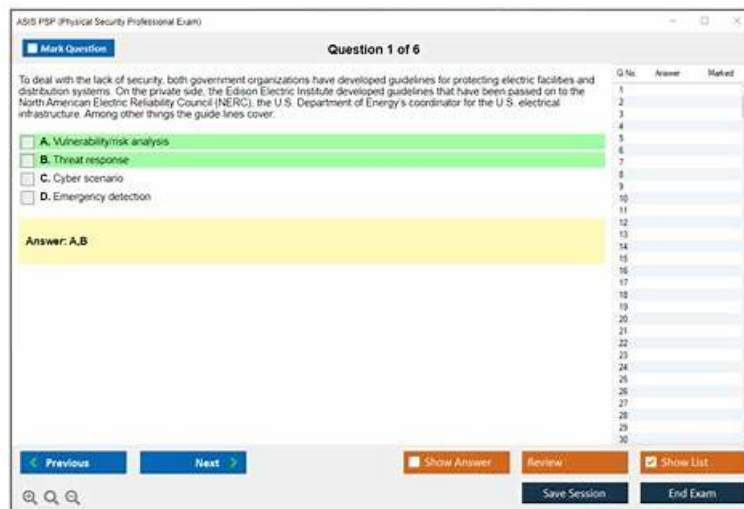 ASIS PSP (Physical Security Professional Exam)
Mark Question
Question 1 of 6
To deal with the lack of security, both government organizations have developed guidelines for protecting electric facilities and
distribution systems. On the private side, the Edison Electric Institute developed guidelines that have been passed on to the
North American Electric Reliability Council (NERC), the U.S. Department of Energy's coordinator for the U.S. electrical
infrastructure. Among other things the guide lines cover:
A. Vulnerability/risk analysis
B. Threat response
C. Cyber scenario
D. Emergency detection
Answer: A,B
Q.No. Answer Marked
1
2
3
4
5
6
7
8
9
10
11
12
13
14
15
16
17
18
19
20
21
22
23
24
25
26
27
28
29
30
Previous
Next
Show Answer
Review
Show List
Save Session
End Exam